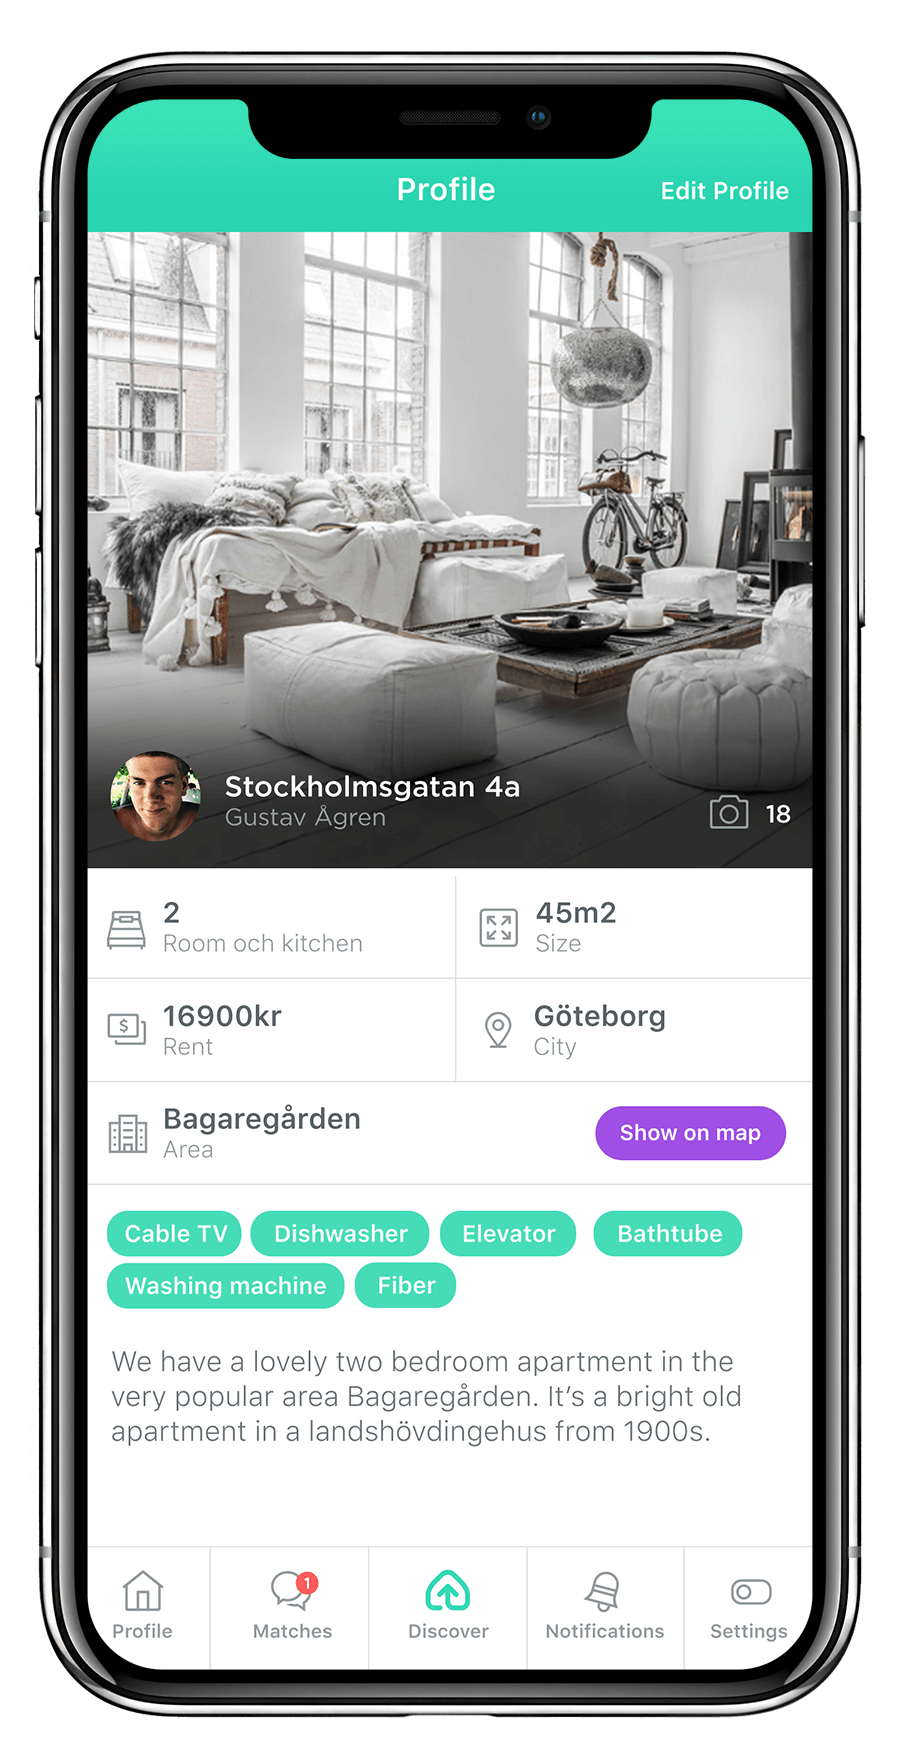 Profile
Edit Profile
Stockholmsgatan 4a
Gustav Ågren
18
2
Room och kitchen
45m2
Size
16900kr
Rent
Göteborg
City
Bagaregården
Area
Show on map
Cable TV
Dishwasher
Elevator
Bathtube
Washing machine
Fiber
We have a lovely two bedroom apartment in the
very popular area Bagaregården. It’s a bright old
apartment in a landshövdingehus from 1900s.
Profile
1
Matches
Discover
Notifications
Settings